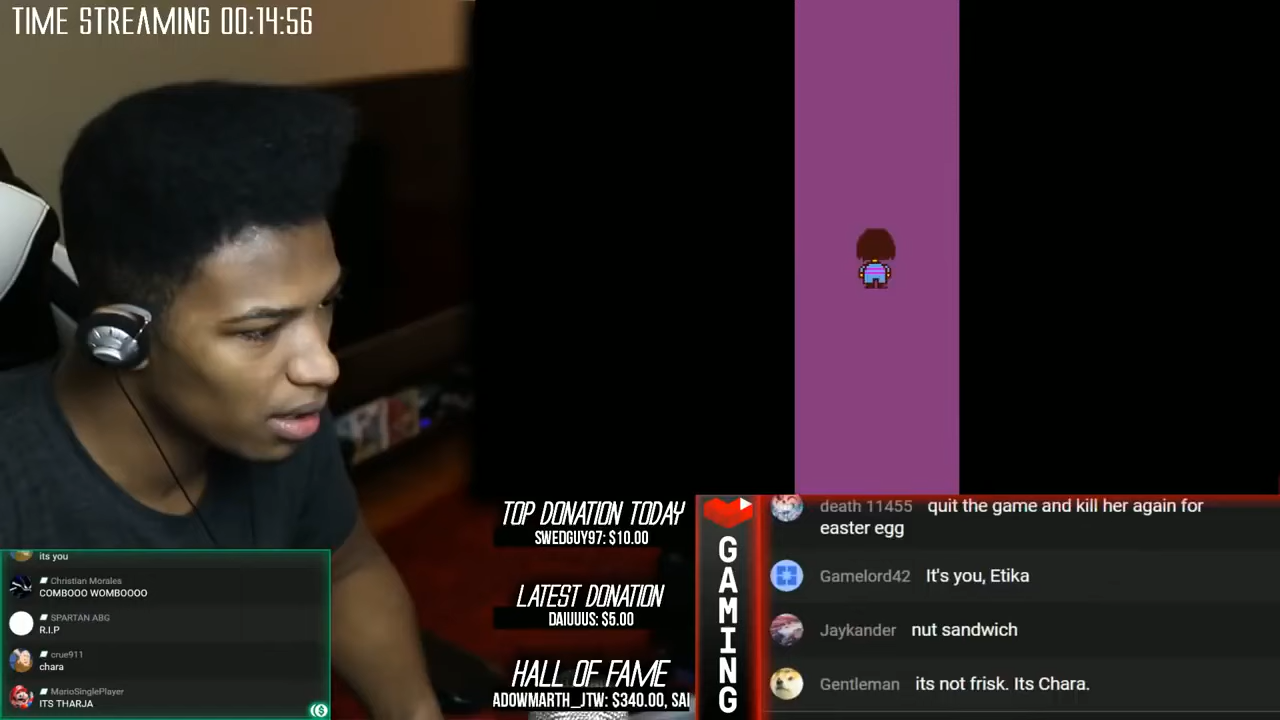 TIME STREAMING 00:14:56
its you
Christian Morales
COMBOOO WOMBOOOO
SPARTAN ABG
R.I.P
crue911
chara
MarioSinglePlayer
ITS THARJA
TOP DONATION TODAY
SWEDGUY97: $10.00
LATEST DONATION
DAIUUUS: $5.00
HALL OF FAME
ADOWMARTH_JTW: $340.00, SAI
GAMING
death 11455 quit the game and kill her again for
easter egg
Gamelord42 It's you, Etika
Jaykander nut sandwich
Gentleman its not frisk. Its Chara.